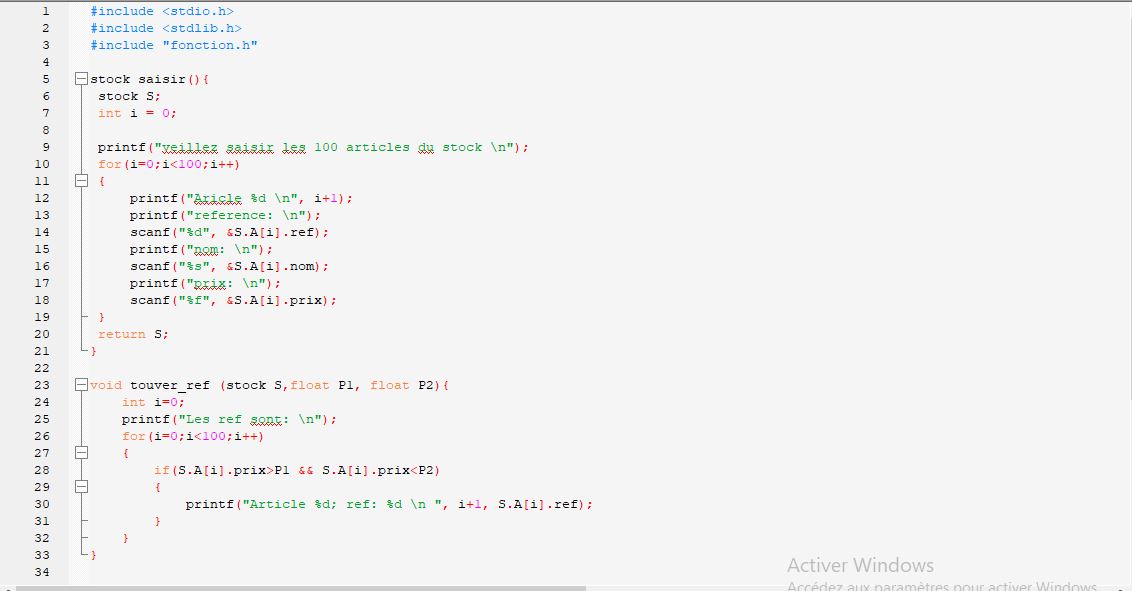 1 #include <stdio.h>
2 #include <stdlib.h>
3 #include "fonction.h"
4
5 stock saisir(){
6 stock S;
7 int i = 0;
8
9 printf("veillez saisir les 100 articles du stock \n");
10 for(i=0;i<100;i++)
11 {
12 printf("Aricle %d \n", i+1);
13 printf("reference: \n");
14 scanf("%d", &S.A[i].ref);
15 printf("nom: \n");
16 scanf("%s", &S.A[i].nom);
17 printf("prix: \n");
18 scanf("%f", &S.A[i].prix);
19 }
20 return S;
21 }
22
23 void touver_ref (stock S,float P1, float P2){
24 int i=0;
25 printf("Les ref sont: \n");
26 for(i=0;i<100;i++)
27 {
28 if(S.A[i].prix>P1 && S.A[i].prix<P2)
29 {
30 printf("Article %d; ref: %d \n ", i+1, S.A[i].ref);
31 }
32 }
33 }
34
Activer Windows
Accédez aux paramètres pour activer Windows.